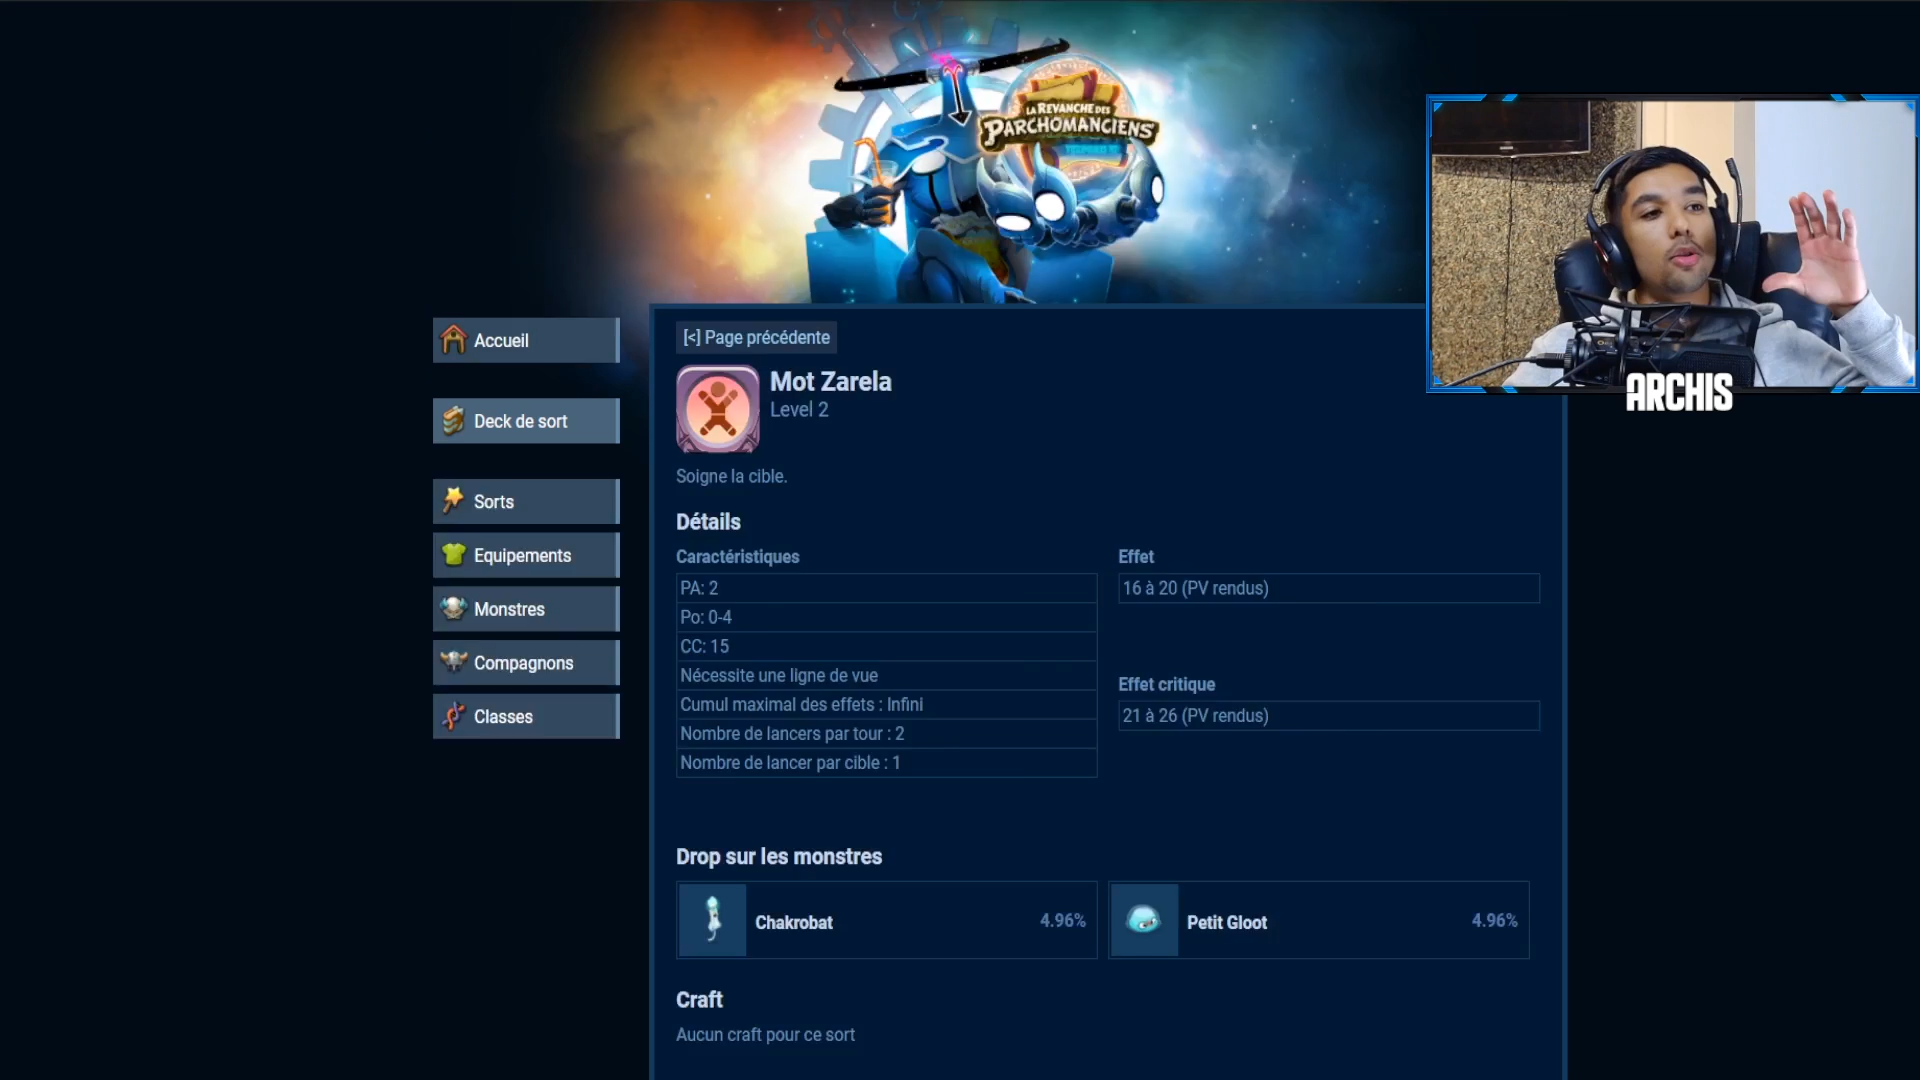 LA REVANCHE DES
PARCHOMANCIENS
ARCHIS
Accueil
Deck de sort
Sorts
Equipements
Monstres
Compagnons
Classes
[<] Page précédente
Mot Zarela
Level 2
Soigne la cible.
Détails
Caractéristiques
PA: 2
Po: 0-4
CC: 15
Nécessite une ligne de vue
Cumul maximal des effets : Infini
Nombre de lancers par tour : 2
Nombre de lancer par cible : 1
Effet
16 à 20 (PV rendus)
Effet critique
21 à 26 (PV rendus)
Drop sur les monstres
Chakrobat 4.96%
Petit Gloot 4.96%
Craft
Aucun craft pour ce sort